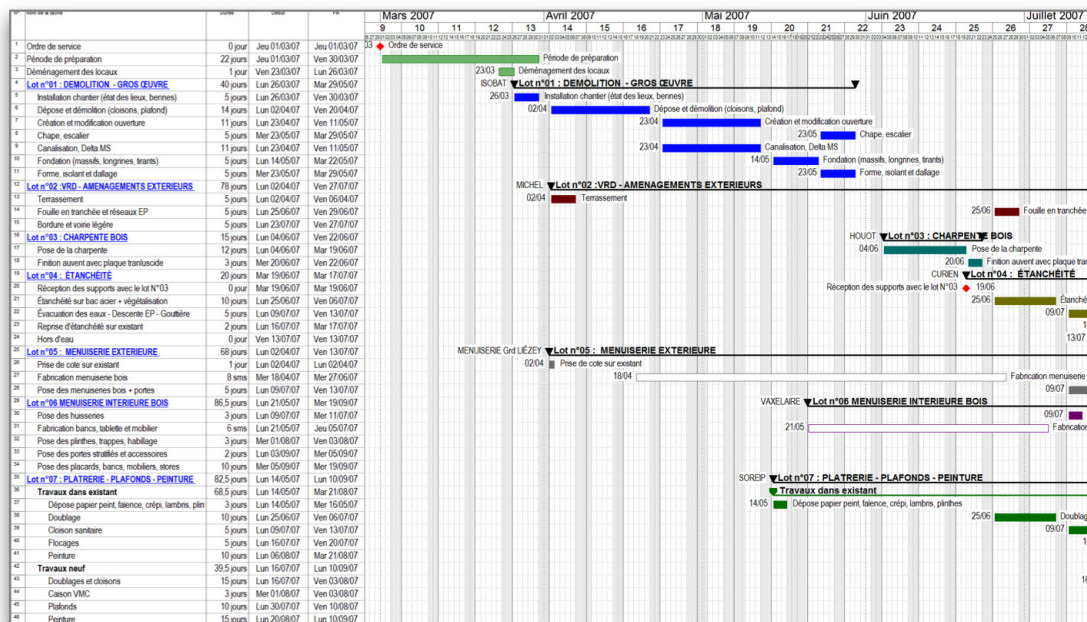 N° Nom de la tâche Durée Début Fin
Mars 2007 Avril 2007 Mai 2007 Juin 2007 Juillet 2007
9 10 11 12 13 14 15 16 17 18 19 20 21 22 23 24 25 26 27 28
1 Ordre de service 0 jour Jeu 01/03/07 Jeu 01/03/07 03 Ordre de service
2 Période de préparation 22 jours Jeu 01/03/07 Ven 30/03/07 Période de préparation
3 Déménagement des locaux 1 jour Ven 23/03/07 Lun 26/03/07 23/03 Déménagement des locaux
4 Lot n°01 : DEMOLITION - GROS ŒUVRE 40 jours Lun 26/03/07 Mar 29/05/07 ISOBAT Lot n°01 : DEMOLITION - GROS ŒUVRE
5 Installation chantier (état des lieux, bennes) 5 jours Lun 26/03/07 Ven 30/03/07 26/03 Installation chantier (état des lieux, bennes)
6 Dépose et démolition (cloisons, plafond) 14 jours Lun 02/04/07 Ven 20/04/07 02/04 Dépose et démolition (cloisons, plafond)
7 Création et modification ouverture 11 jours Lun 23/04/07 Ven 11/05/07 23/04 Création et modification ouverture
8 Chape, escalier 5 jours Mer 23/05/07 Mar 29/05/07 23/05 Chape, escalier
9 Canalisation, Delta MS 11 jours Lun 23/04/07 Ven 11/05/07 23/04 Canalisation, Delta MS
10 Fondation (massifs, longrines, tirants) 5 jours Lun 14/05/07 Mar 22/05/07 14/05 Fondation (massifs, longrines, tirants)
11 Forme, isolant et dallage 5 jours Mer 23/05/07 Mar 29/05/07 23/05 Forme, isolant et dallage
12 Lot n°02 :VRD - AMENAGEMENTS EXTERIEURS 78 jours Lun 02/04/07 Ven 27/07/07 MICHEL Lot n°02 :VRD - AMENAGEMENTS EXTERIEURS
13 Terrassement 5 jours Lun 02/04/07 Ven 06/04/07 02/04 Terrassement
14 Fouille en tranchée et réseaux EP 5 jours Lun 25/06/07 Ven 29/06/07 25/06 Fouille en tranchée
15 Bordure et voirie légère 5 jours Lun 23/07/07 Ven 27/07/07
16 Lot n°03 : CHARPENTE BOIS 15 jours Lun 04/06/07 Ven 22/06/07 HOUOT Lot n°03 : CHARPENTE BOIS
17 Pose de la charpente 12 jours Lun 04/06/07 Mar 19/06/07 04/06 Pose de la charpente
18 Finition auvent avec plaque tranluscide 3 jours Mer 20/06/07 Ven 22/06/07 20/06 Finition auvent avec plaque tran
19 Lot n°04 : ÉTANCHÉITÉ 20 jours Mar 19/06/07 Mar 17/07/07 CURIEN Lot n°04 : ÉTANCHÉITÉ
20 Réception des supports avec le lot N°03 0 jour Mar 19/06/07 Mar 19/06/07 Réception des supports avec le lot N°03 19/06
21 Étanchéité sur bac acier + végétalisation 10 jours Lun 25/06/07 Ven 06/07/07 25/06 Étanché
22 Évacuation des eaux - Descente EP - Gouttière 5 jours Lun 09/07/07 Ven 13/07/07 09/07
23 Reprise d'étanchéité sur existant 2 jours Lun 16/07/07 Mar 17/07/07 1
24 Hors d'eau 0 jour Ven 13/07/07 Ven 13/07/07 13/07
25 Lot n°05 : MENUISERIE EXTERIEURE 68 jours Lun 02/04/07 Ven 13/07/07 MENUISERIE Grd LIÉZEY Lot n°05 : MENUISERIE EXTERIEURE
26 Prise de cote sur existant 1 jour Lun 02/04/07 Lun 02/04/07 02/04 Prise de cote sur existant
27 Fabrication menuiserie bois 8 sms Mer 18/04/07 Mer 27/06/07 18/04 Fabrication menuiserie
28 Pose des menuiseries bois + portes 5 jours Lun 09/07/07 Ven 13/07/07 09/07
29 Lot n°06 MENUISERIE INTERIEURE BOIS 86,5 jours Lun 21/05/07 Mer 19/09/07 VAXELARE Lot n°06 MENUISERIE INTERIEURE BOIS
30 Pose des husseries 3 jours Lun 09/07/07 Mer 11/07/07 09/07
31 Fabrication bancs, tablette et mobilier 6 sms Lun 21/05/07 Jeu 05/07/07 21/05 Fabrication
32 Pose des plinthes, trappes, habillage 3 jours Mer 01/08/07 Ven 03/08/07
33 Pose des portes stratifiés et accessoires 2 jours Lun 03/09/07 Mer 05/09/07
34 Pose des placards, bancs, mobiliers, stores 10 jours Mer 05/09/07 Mer 19/09/07
35 Lot n°07 : PLATRERIE - PLAFONDS - PEINTURE 82,5 jours Lun 14/05/07 Lun 10/09/07 SOREIP Lot n°07 : PLATRERIE - PLAFONDS - PEINTURE
36 Travaux dans existant 68,5 jours Lun 14/05/07 Mar 21/08/07 Travaux dans existant
37 Dépose papier peint, faience, crépi, lambris, plin 3 jours Lun 14/05/07 Mer 16/05/07 14/05 Dépose papier peint, faience, crépi, lambris, plinthes
38 Doublage 10 jours Lun 25/06/07 Ven 06/07/07 25/06 Doublag
39 Cloison sanitaire 5 jours Lun 09/07/07 Ven 13/07/07 09/07
40 Flocages 5 jours Lun 16/07/07 Ven 20/07/07 1
41 Peinture 10 jours Lun 06/08/07 Mar 21/08/07
42 Travaux neuf 39,5 jours Lun 16/07/07 Lun 10/09/07
43 Doublages et cloisons 15 jours Lun 16/07/07 Ven 03/08/07 16
44 Caison VMC 3 jours Mer 01/08/07 Ven 03/08/07
45 Plafonds 10 jours Lun 30/07/07 Ven 10/08/07
46 Peinture 15 jours Lun 20/08/07 Lun 10/09/07